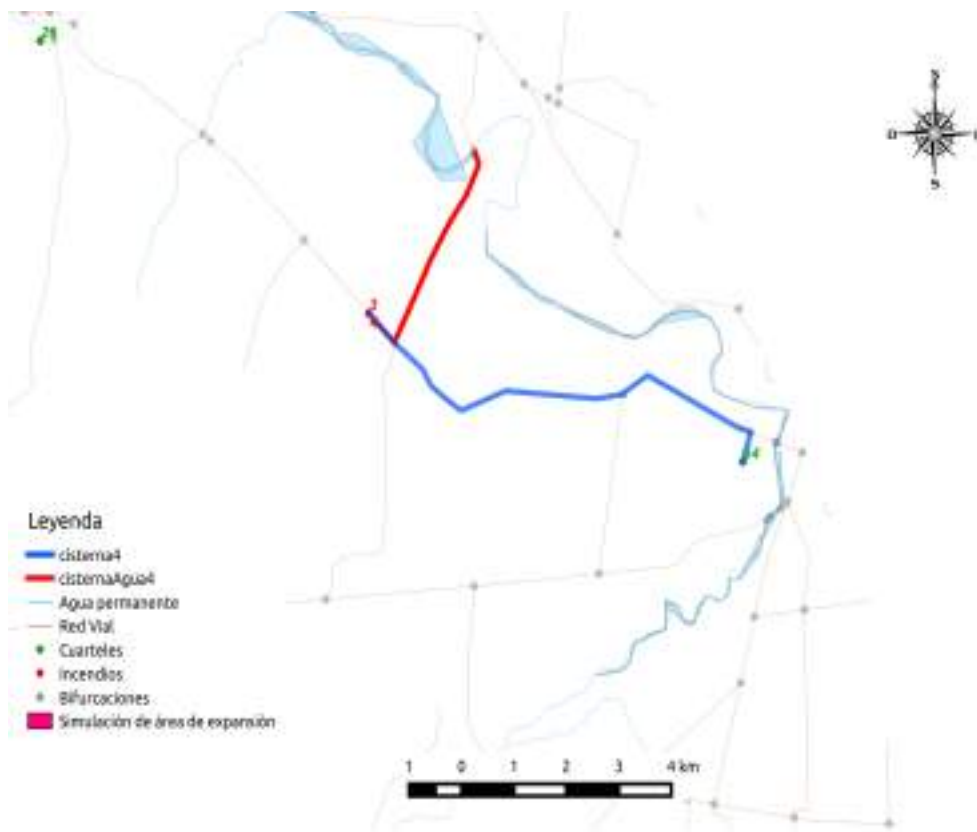 28
S
2
4
Leyenda
cisterna4
cisternaAgua4
Agua permanente
Red Vial
Cuarteles
Incendios
Bifurcaciones
Simulación de área de expansión
1 0 1 2 3 4 km